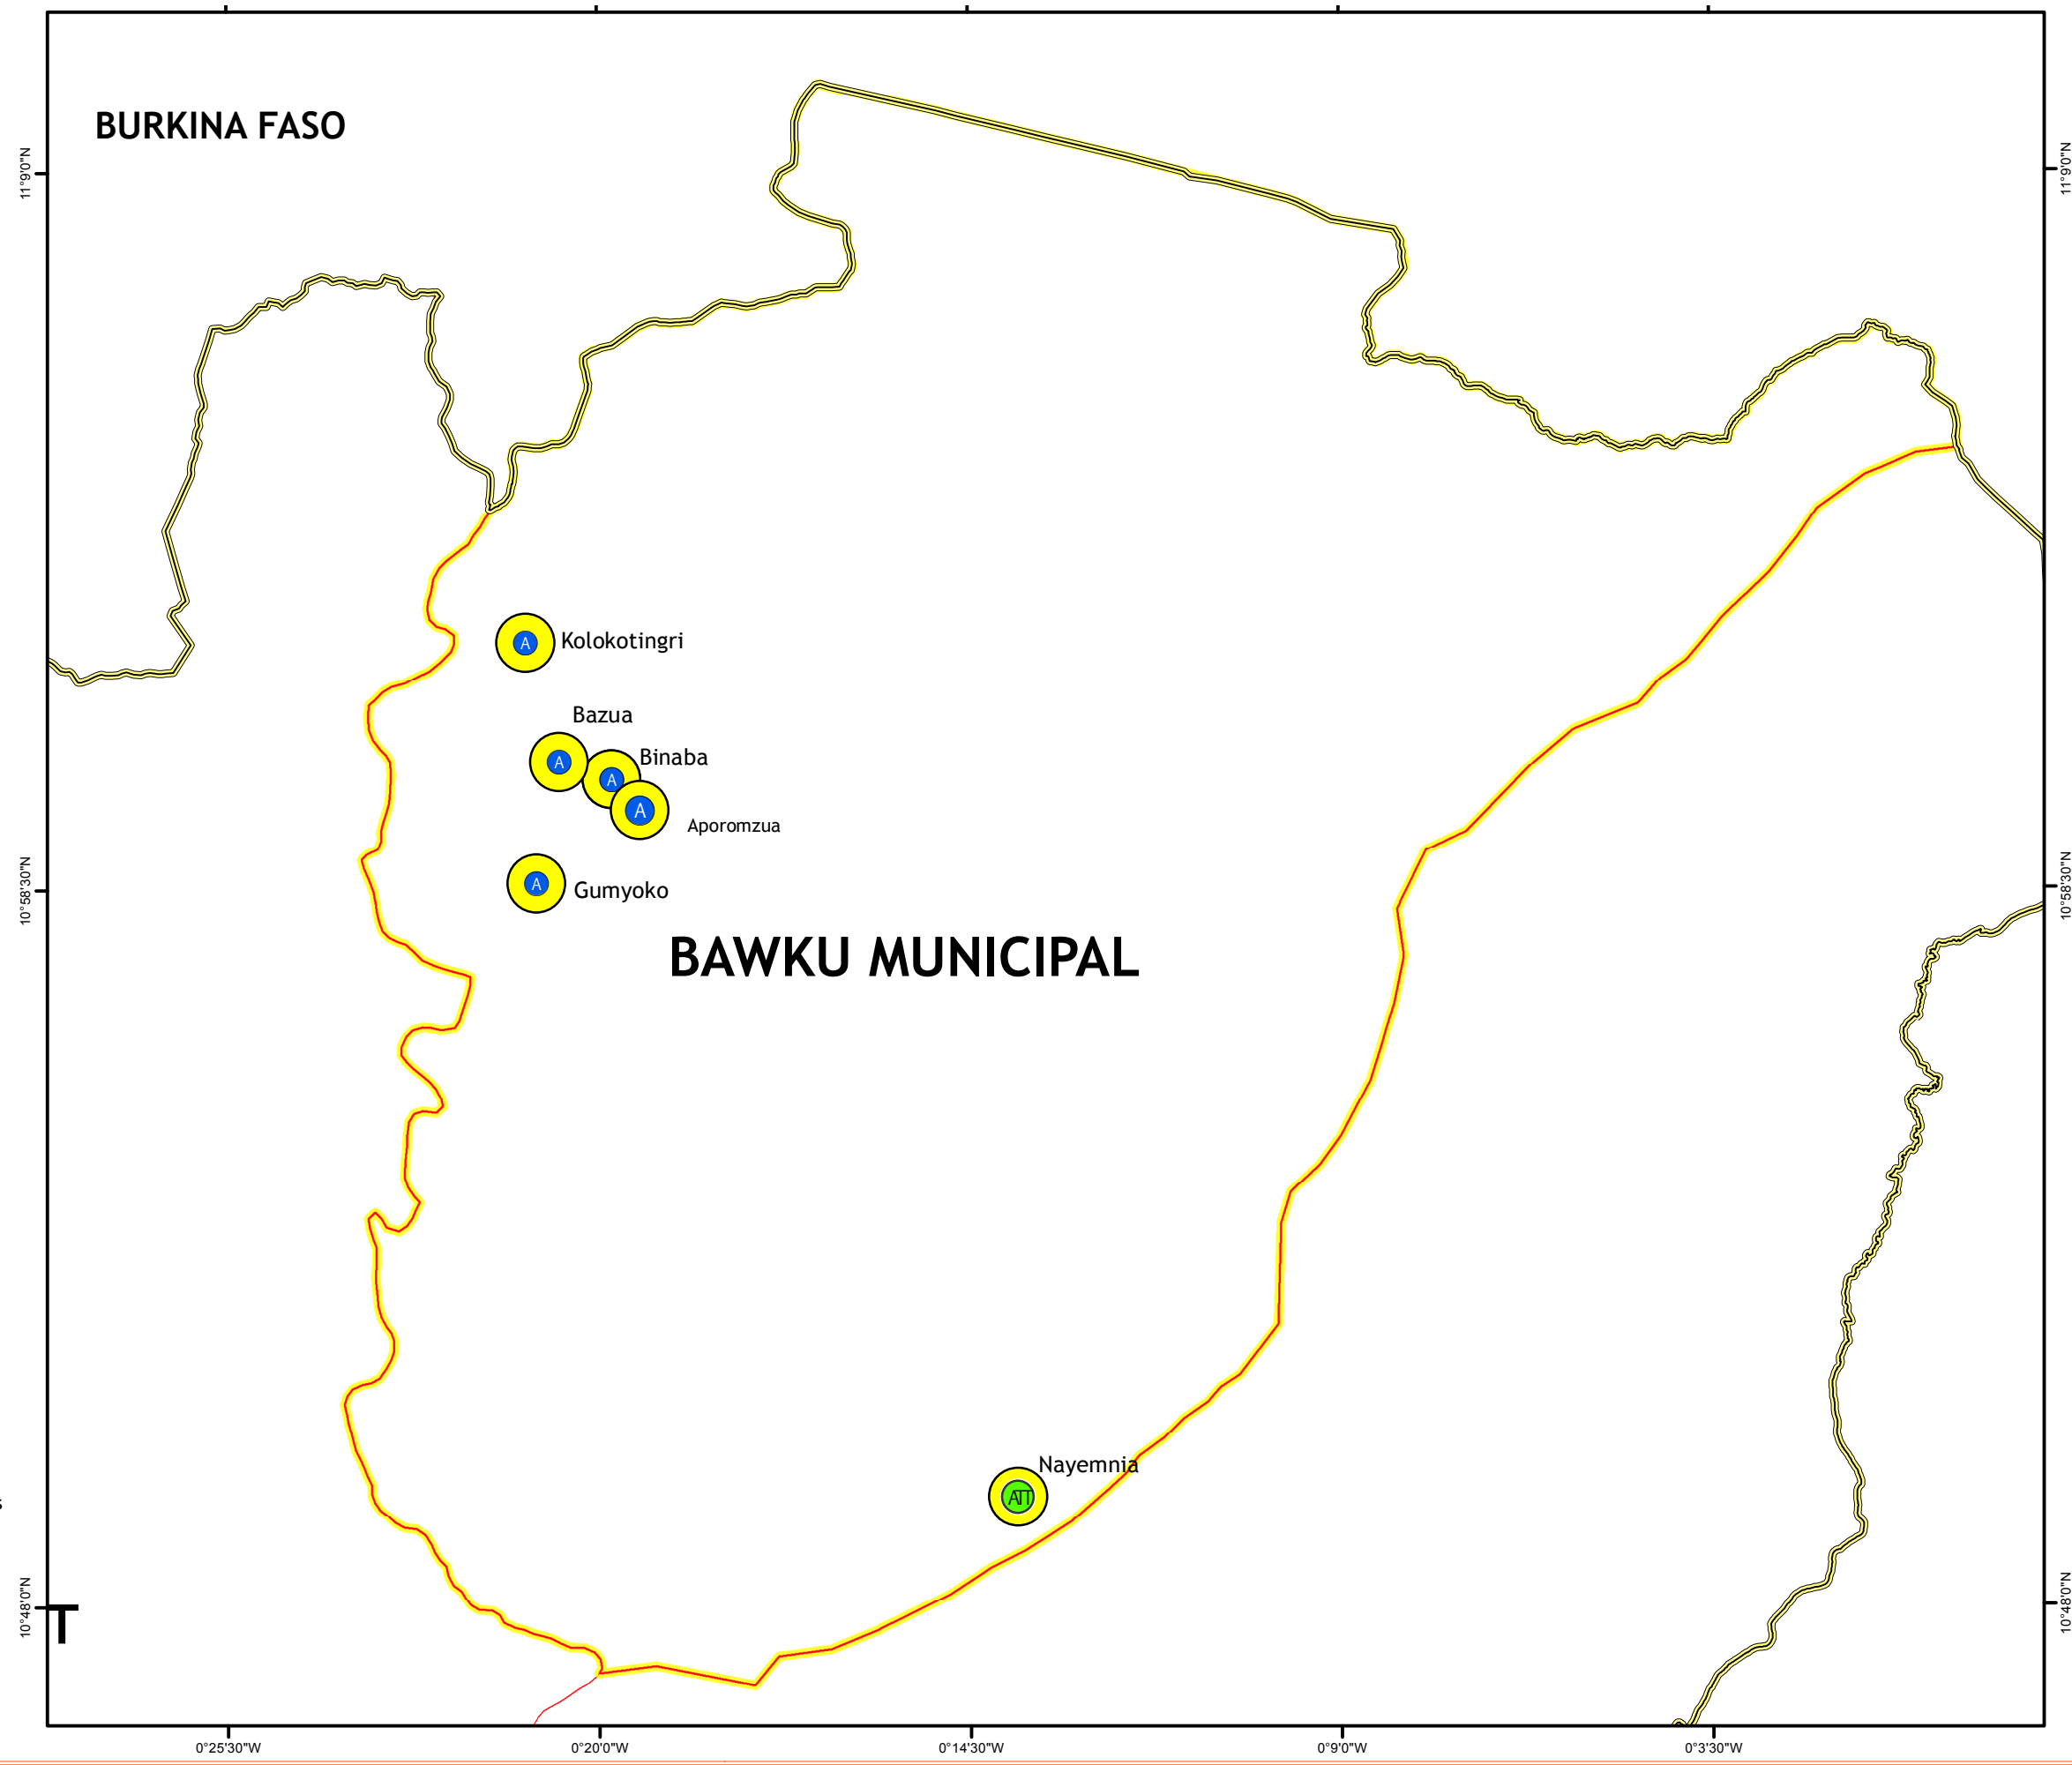 BURKINA FASO
11°9'0"N
11°9'0"N
A
Kolokotingri
Bazua
A
Binaba
A
A
Aporomzua
A
Gumyoko
10°58'30"N
10°58'30"N
BAWKU MUNICIPAL
Nayemnia
ATT
s
10°48'0"N
T
10°48'0"N
0°25'30"W
0°20'0"W
0°14'30"W
0°9'0"W
0°3'30"W